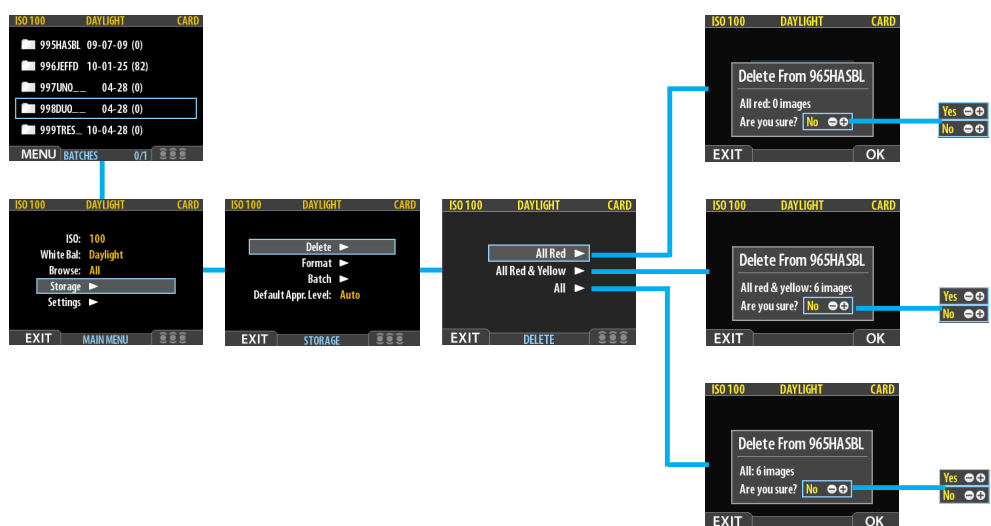 ISO 100 DAYLIGHT CARD
995HASBL 09-07-09 (0)
996JEFFD 10-01-25 (82)
997UNO__ 04-28 (0)
998DUO__ 04-28 (0)
999TRES_ 10-04-28 (0)
MENU BATCHES 0/1
ISO 100 DAYLIGHT CARD
ISO: 100
White Bal: Daylight
Browse: All
Storage ►
Settings ►
EXIT MAIN MENU
ISO 100 DAYLIGHT CARD
Delete ►
Format ►
Batch ►
Default Appr. Level: Auto
EXIT STORAGE
ISO 100 DAYLIGHT CARD
All Red ►
All Red & Yellow ►
All ►
EXIT DELETE
ISO 100 DAYLIGHT CARD
Delete From 965HASBL
All red: 0 images
Are you sure? No
EXIT OK
Yes
No
ISO 100 DAYLIGHT CARD
Delete From 965HASBL
All red & yellow: 6 images
Are you sure? No
EXIT OK
Yes
No
ISO 100 DAYLIGHT CARD
Delete From 965HASBL
All: 6 images
Are you sure? No
EXIT OK
Yes
No